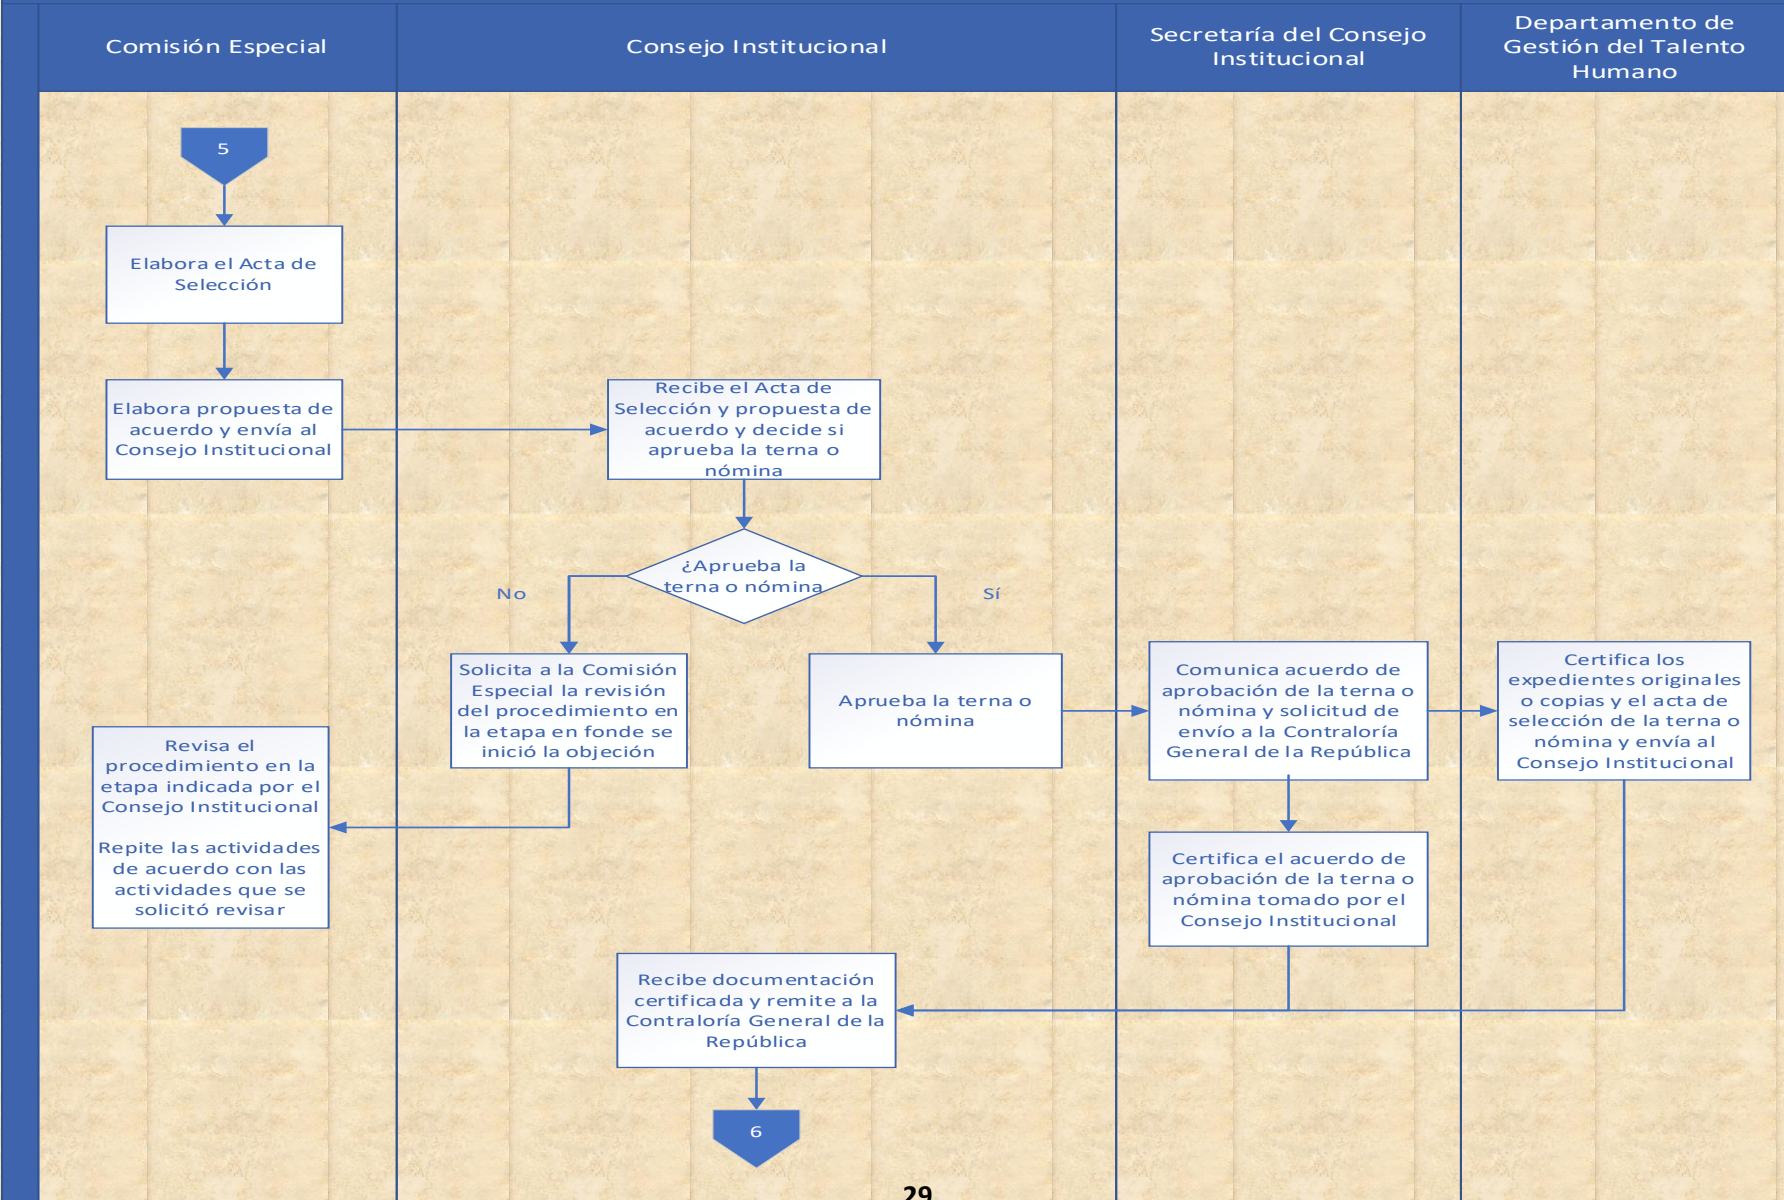 Comisión Especial
Consejo Institucional
Secretaría del Consejo
Institucional
Departamento de
Gestión del Talento
Humano
5
Elabora el Acta de
Selección
Elabora propuesta de
acuerdo y envía al
Consejo Institucional
Recibe el Acta de
Selección y propuesta de
acuerdo y decide si
aprueba la terna o
nómina
¿Aprueba la
terna o nómina
No
Sí
Solicita a la Comisión
Especial la revisión
del procedimiento en
la etapa en fonde se
inició la objeción
Aprueba la terna o
nómina
Comunica acuerdo de
aprobación de la terna o
nómina y solicitud de
envío a la Contraloría
General de la República
Certifica los
expedientes originales
o copias y el acta de
selección de la terna o
nómina y envía al
Consejo Institucional
Revisa el
procedimiento en la
etapa indicada por el
Consejo Institucional
Repite las actividades
de acuerdo con las
actividades que se
solicitó revisar
Certifica el acuerdo de
aprobación de la terna o
nómina tomado por el
Consejo Institucional
Recibe documentación
certificada y remite a la
Contraloría General de la
República
6
29